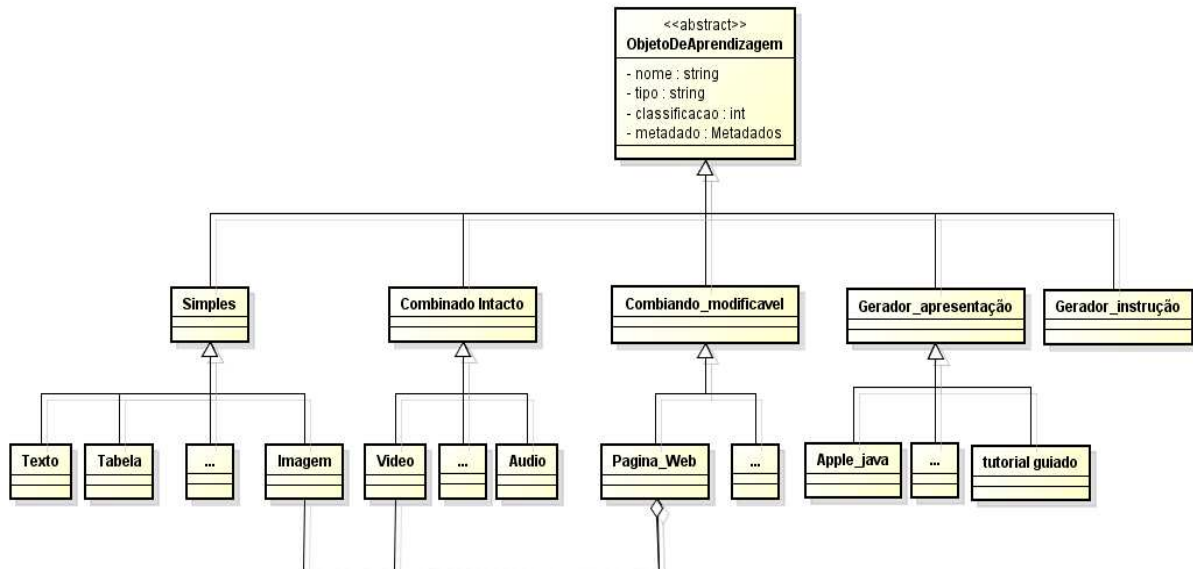 <<abstract>>
ObjetoDeAprendizagem
- nome : string
- tipo : string
- classificacao : int
- metadado : Metadados
Simples
Combinado Intacto
Combiando_modificavel
Gerador_apresentação
Gerador_instrução
Texto
Tabela
...
Imagem
Video
...
Audio
Pagina_Web
...
Apple_java
...
tutorial guiado